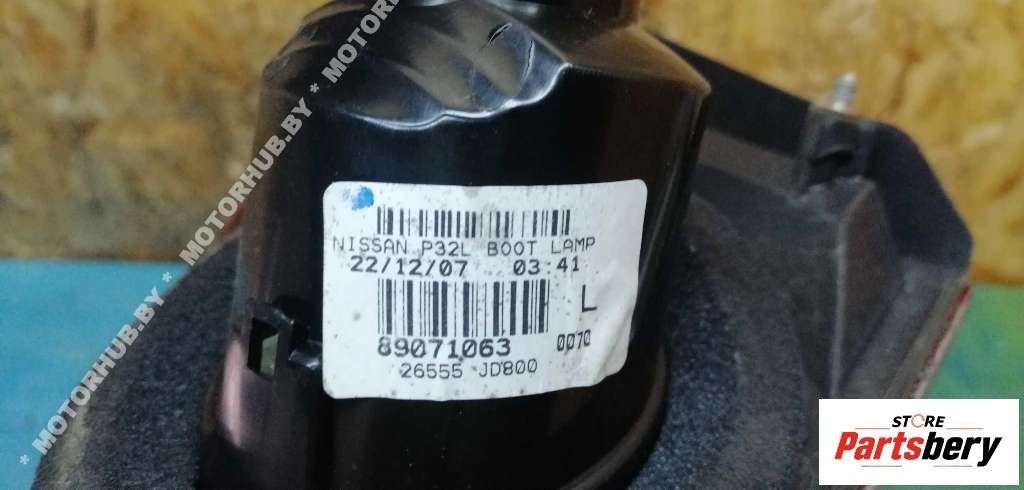 MOTORHUB.BY * MOTORHUB.BY * MOTORHUB.BY *
NISSAN P32L BOOT LAMP
22/12/07 03:41
L
89071063 0070
26555 JD800
STORE
Partsbery